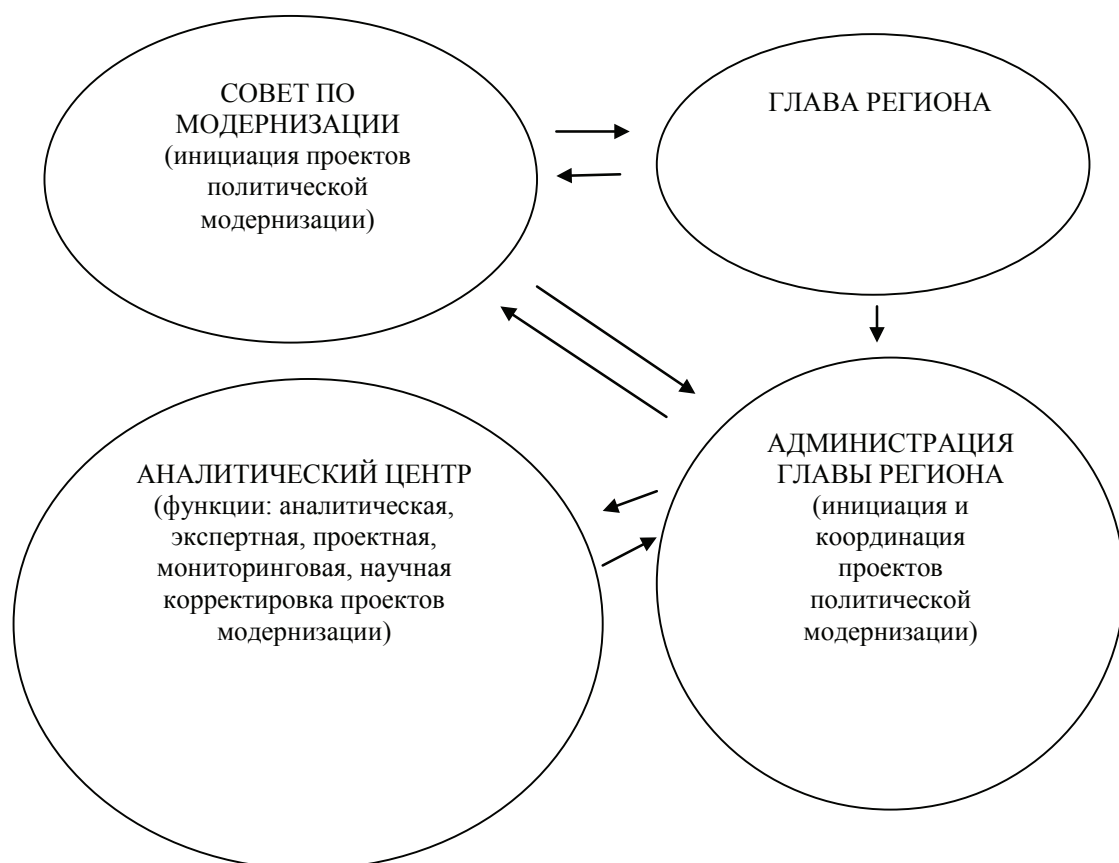 СОВЕТ ПО
МОДЕРНИЗАЦИИ
(инициация проектов
политической
модернизации)
ГЛАВА РЕГИОНА
АНАЛИТИЧЕСКИЙ ЦЕНТР
(функции: аналитическая,
экспертная, проектная,
мониторинговая, научная
корректировка проектов
модернизации)
АДМИНИСТРАЦИЯ
ГЛАВЫ РЕГИОНА
(инициация и
координация
проектов
политической
модернизации)